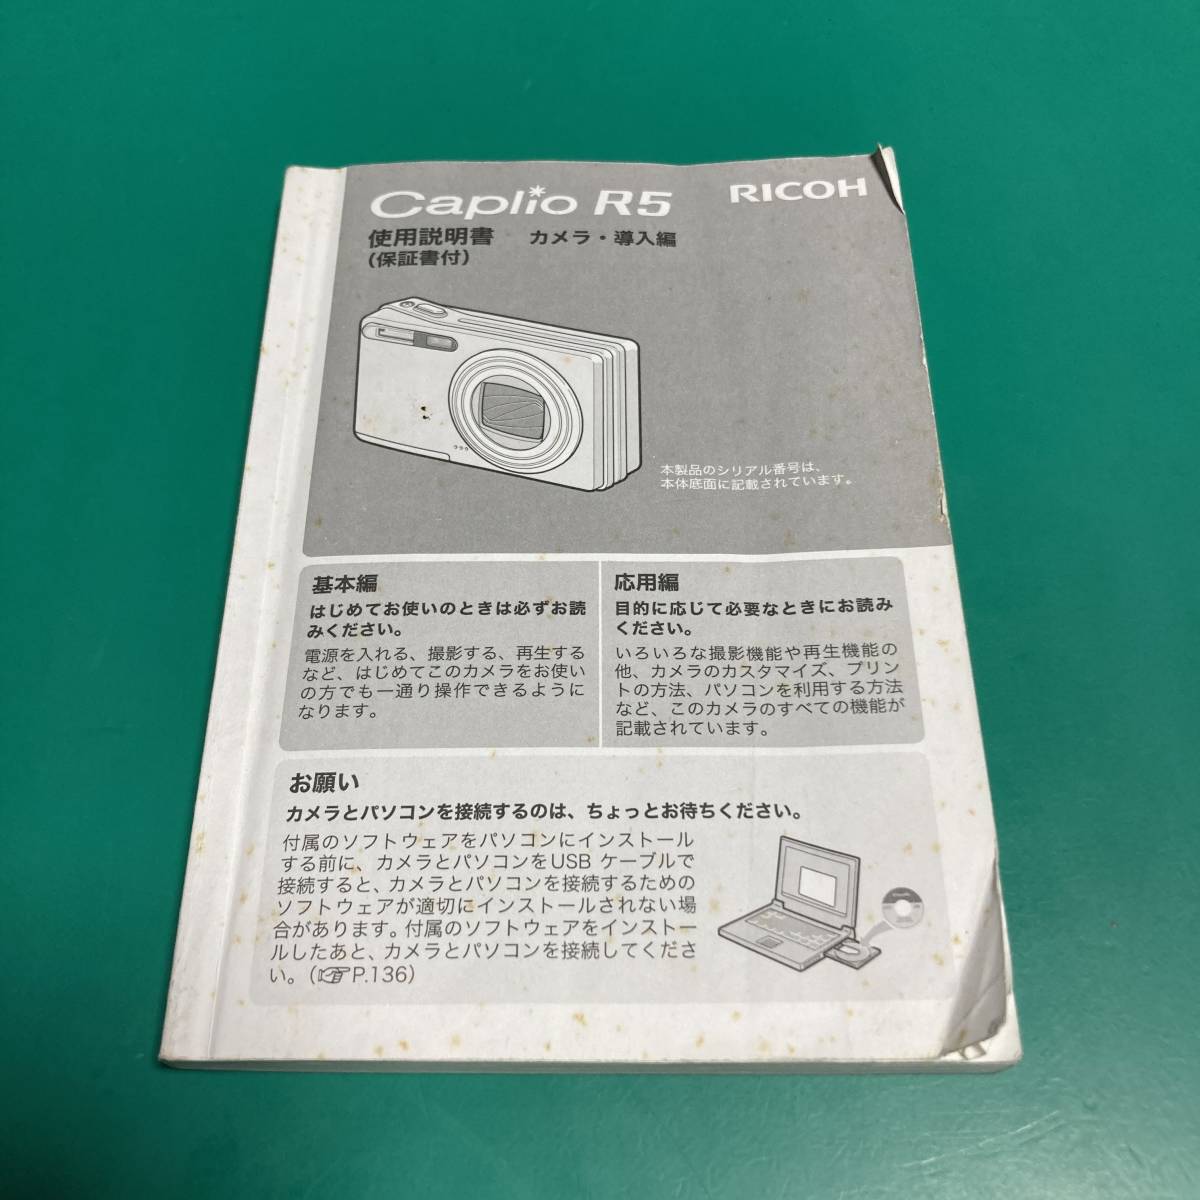 Caplio R5 RICOH
使用説明書 カメラ・導入編
(保証書付)
本製品のシリアル番号は、
本体底面に記載されています。
基本編
はじめてお使いのときは必ずお読
みください。
電源を入れる、撮影する、再生する
など、はじめてこのカメラをお使い
の方でも一通り操作できるように
なります。
応用編
目的に応じて必要なときにお読み
ください。
いろいろな撮影機能や再生機能の
他、カメラのカスタマイズ、プリン
トの方法、パソコンを利用する方法
など、このカメラのすべての機能が
記載されています。
お願い
カメラとパソコンを接続するのは、ちょっとお待ちください。
付属のソフトウェアをパソコンにインストール
する前に、カメラとパソコンをUSB ケーブルで
接続すると、カメラとパソコンを接続するための
ソフトウェアが適切にインストールされない場
合があります。付属のソフトウェアをインストー
ルしたあと、カメラとパソコンを接続してくださ
い。(☞P.136)